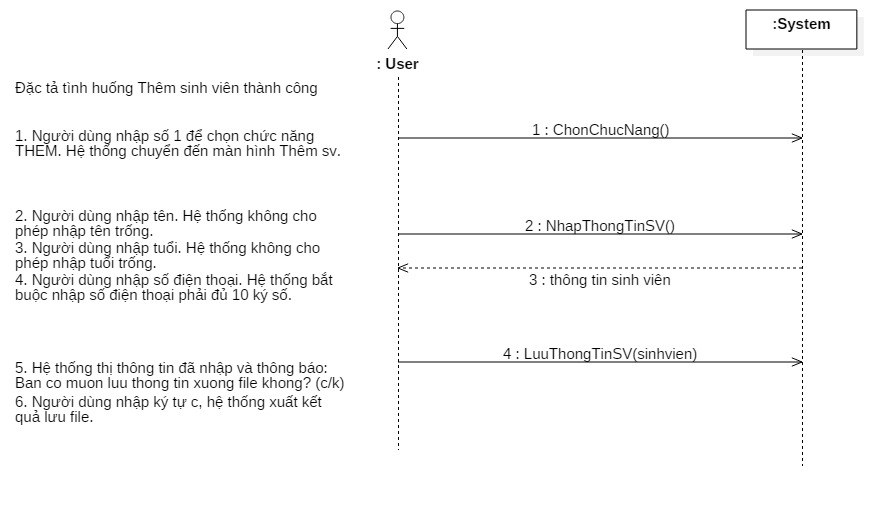 :System
: User
Đặc tả tình huống Thêm sinh viên thành công
1. Người dùng nhập số 1 để chọn chức năng
THEM. Hệ thống chuyển đến màn hình Thêm sv.
1 : ChonChucNang()
2. Người dùng nhập tên. Hệ thống không cho
phép nhập tên trống.
3. Người dùng nhập tuổi. Hệ thống không cho
phép nhập tuổi trống.
4. Người dùng nhập số điện thoại. Hệ thống bắt
buộc nhập số điện thoại phải đủ 10 ký số.
2 : NhapThongTinSV()
3 : thông tin sinh viên
4 : LuuThongTinSV(sinhvien)
5. Hệ thống thị thông tin đã nhập và thông báo:
Ban co muon luu thong tin xuong file khong? (c/k)
6. Người dùng nhập ký tự c, hệ thống xuất kết
quả lưu file.